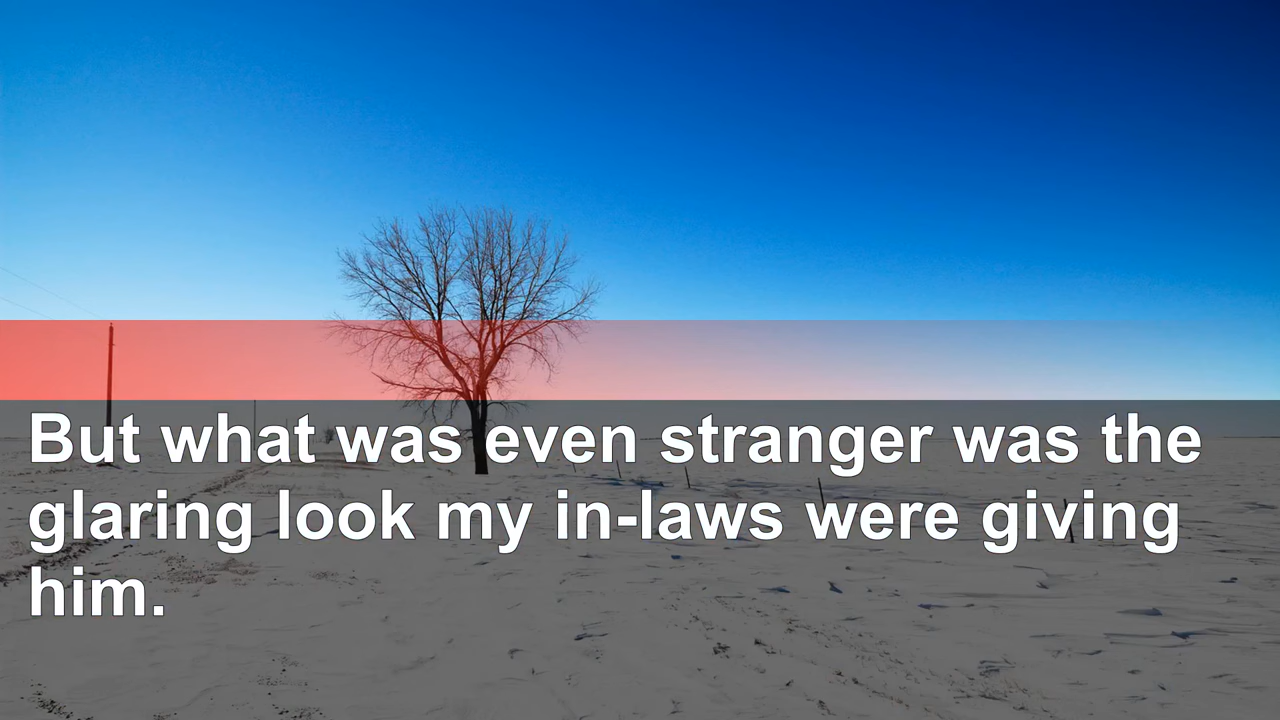 But what was even stranger was the
glaring look my in-laws were giving
him.